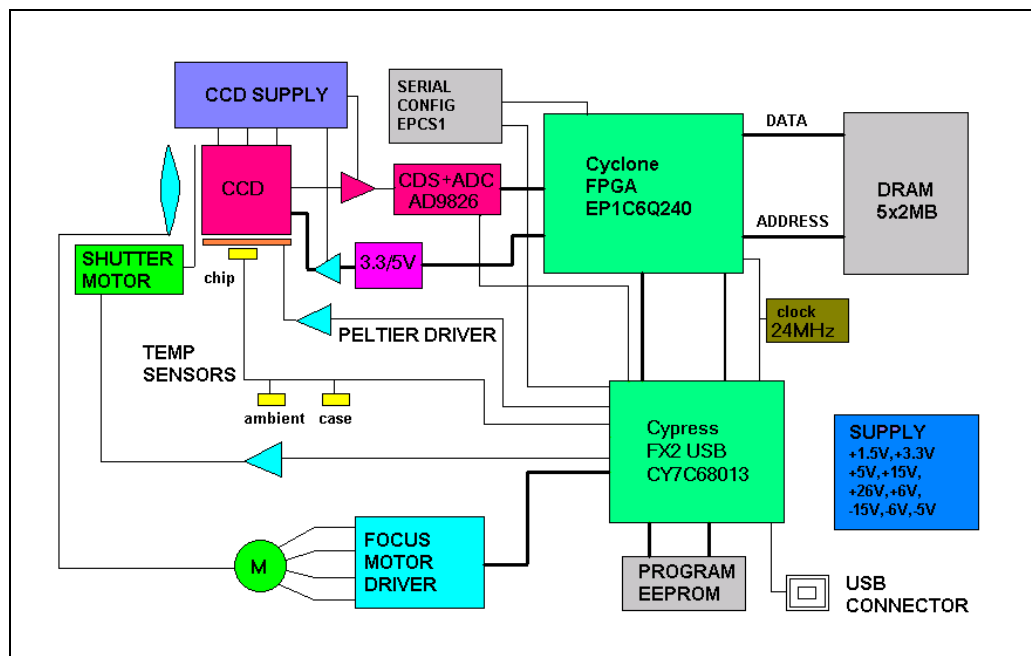 CCD SUPPLY
SERIAL
CONFIG
EPCS1
CCD
CDS+ADC
AD9826
Cyclone
FPGA
EP1C6Q240
DATA
ADDRESS
DRAM
5x2MB
SHUTTER
MOTOR
chip
3.3/5V
clock
24MHz
PELTIER DRIVER
TEMP
SENSORS
ambient
case
Cypress
FX2 USB
CY7C68013
SUPPLY
+1.5V,+3.3V
+5V,+15V,
+26V,+6V,
-15V,-6V,-5V
FOCUS
MOTOR
DRIVER
M
PROGRAM
EEPROM
USB
CONNECTOR